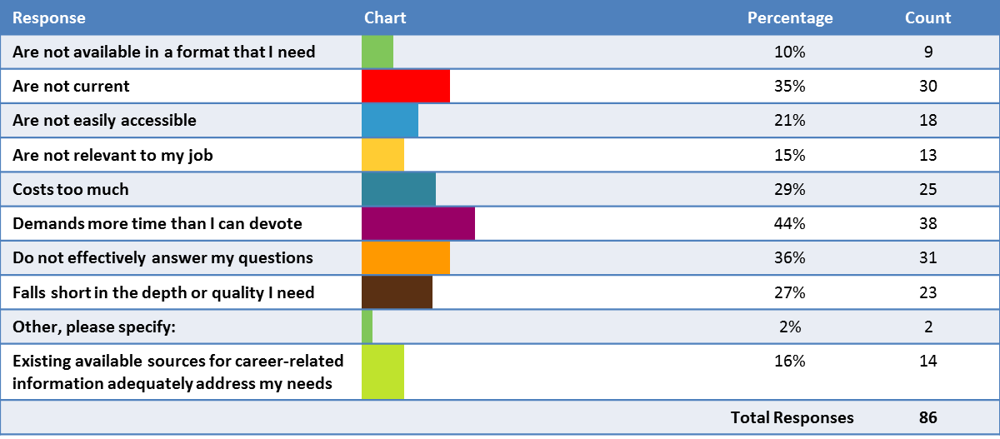 Response Chart Percentage Count
Are not available in a format that I need 10% 9
Are not current 35% 30
Are not easily accessible 21% 18
Are not relevant to my job 15% 13
Costs too much 29% 25
Demands more time than I can devote 44% 38
Do not effectively answer my questions 36% 31
Falls short in the depth or quality I need 27% 23
Other, please specify: 2% 2
Existing available sources for career-related 16% 14
information adequately address my needs
Total Responses 86